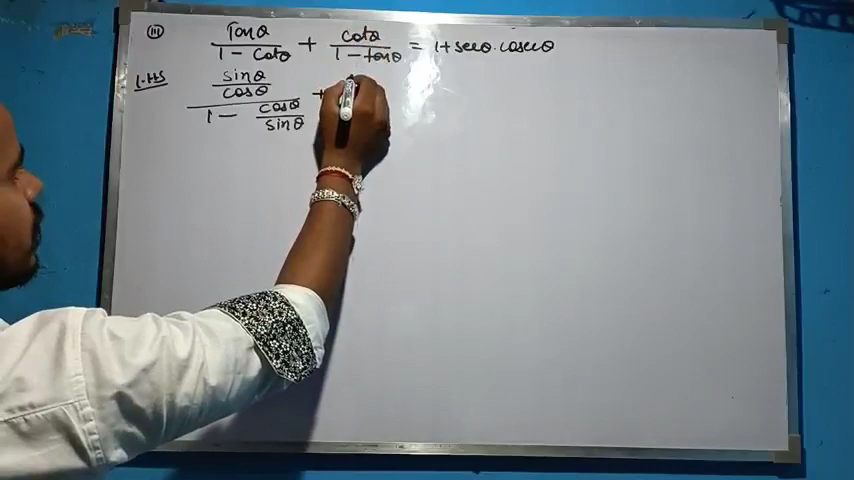 (iii) Tanθ / 1 - Cotθ + cotθ / 1 - tanθ = 1 + secθ . cosecθ
L.H.S sinθ/cosθ / 1 - cosθ/sinθ +